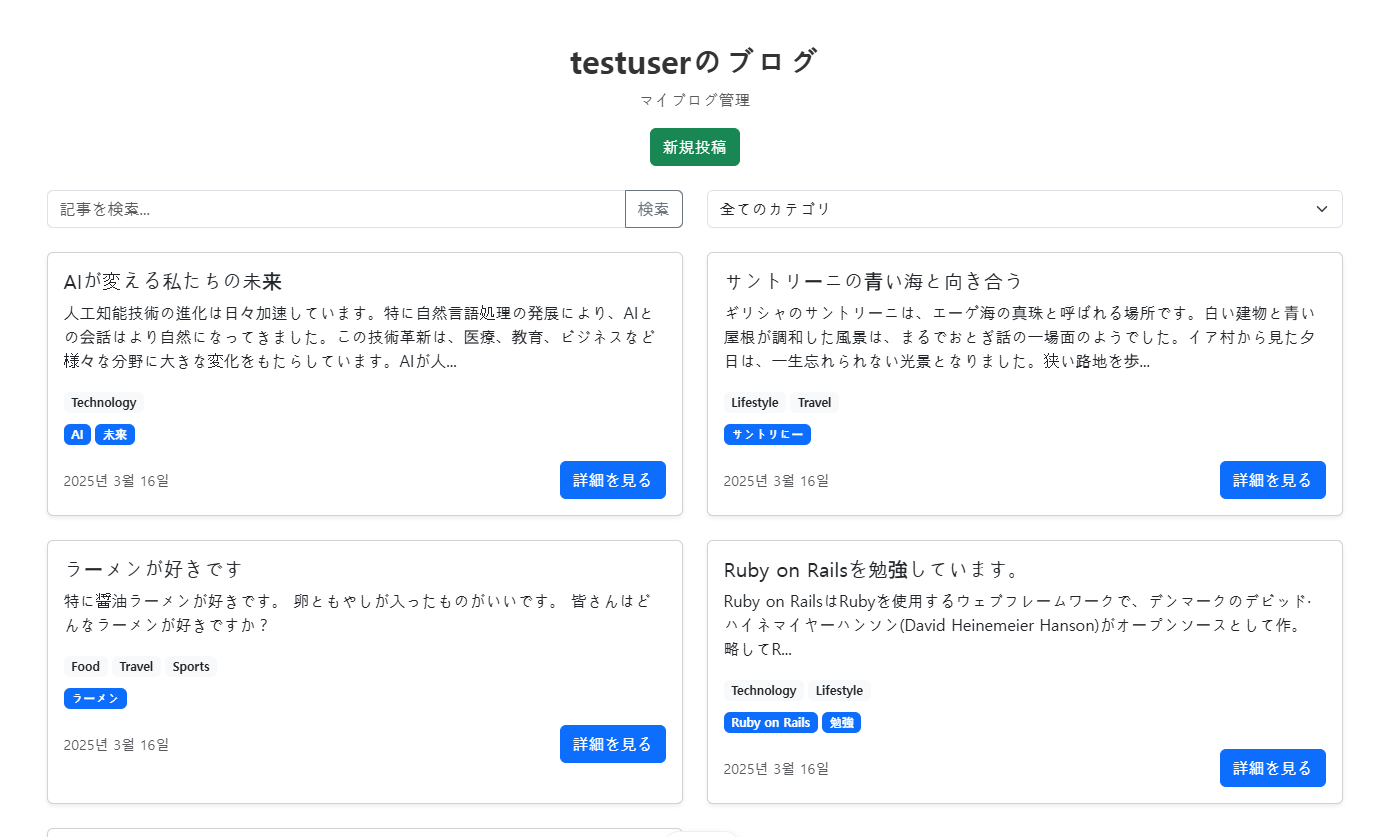 testuserのブログ
マイブログ管理
新規投稿
記事を検索...
検索
全てのカテゴリ
AIが変える私たちの未来
人工知能技術の進化は日々加速しています。特に自然言語処理の発展により、AIと
の会話はより自然になってきました。この技術革新は、医療、教育、ビジネスなど
様々な分野に大きな変化をもたらしています。AIが人...
Technology
AI 未来
2025년 3월 16일
詳細を見る
サントリーニの青い海と向き合う
ギリシャのサントリーニは、エーゲ海の真珠と呼ばれる場所です。白い建物と青い
屋根が調和した風景は、まるでおとぎ話の一場面のようでした。イア村から見た夕
日は、一生忘れられない光景となりました。狭い路地を歩...
Lifestyle Travel
サントリにー
2025년 3월 16일
詳細を見る
ラーメンが好きです
特に醤油ラーメンが好きです。 卵ともやしが入ったものがいいです。 皆さんはど
んなラーメンが好きですか？
Food Travel Sports
ラーメン
2025년 3월 16일
詳細を見る
Ruby on Railsを勉強しています。
Ruby on RailsはRubyを使用するウェブフレームワークで、デンマークのデビッド·
ハイネマイヤーハンソン(David Heinemeier Hanson)がオープンソースとして作。
略してR...
Technology Lifestyle
Ruby on Rails 勉強
2025년 3월 16일
詳細を見る